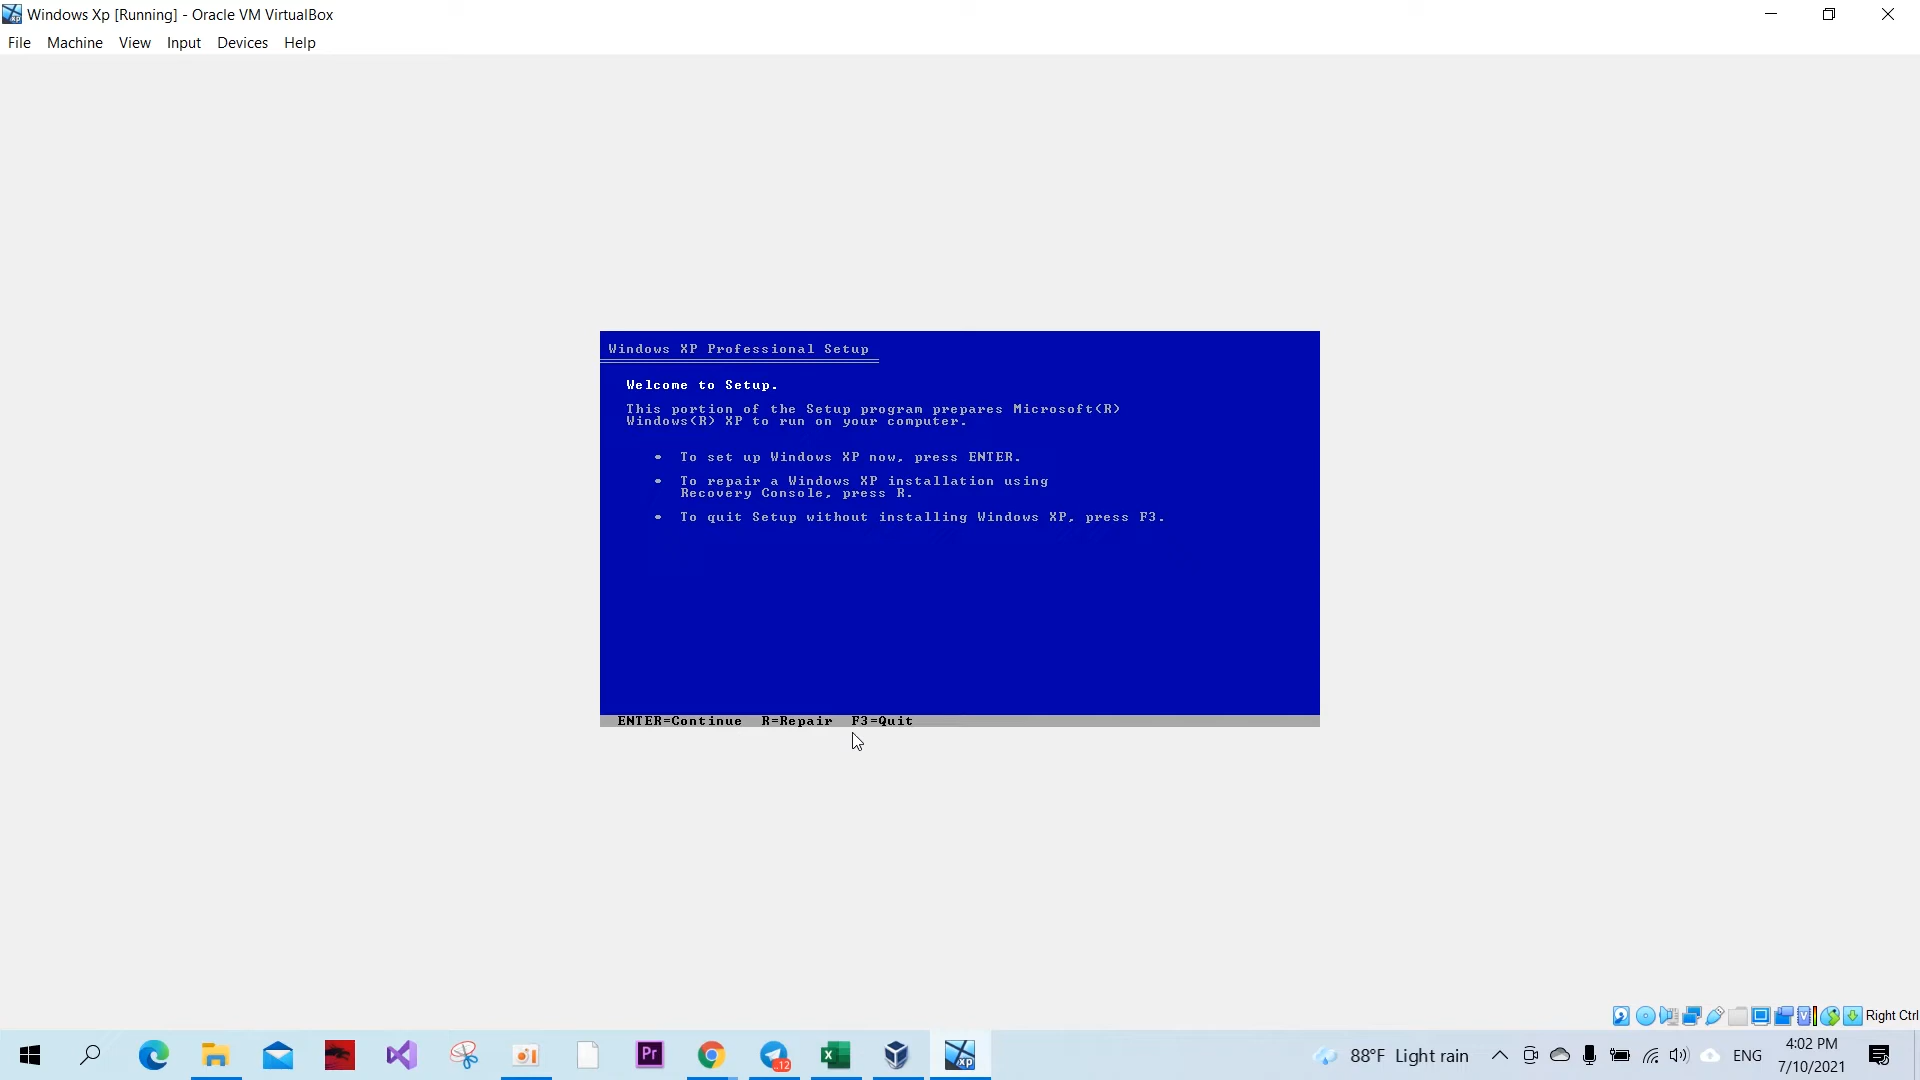 Windows Xp [Running] - Oracle VM VirtualBox
File Machine View Input Devices Help
Windows XP Professional Setup
Welcome to Setup.
This portion of the Setup program prepares Microsoft(R)
Windows(R) XP to run on your computer.
• To set up Windows XP now, press ENTER.
• To repair a Windows XP installation using
Recovery Console, press R.
• To quit Setup without installing Windows XP, press F3.
ENTER=Continue R=Repair F3=Quit
Right Ctrl
Pr
12
xp
88°F Light rain
ENG
4:02 PM
7/10/2021